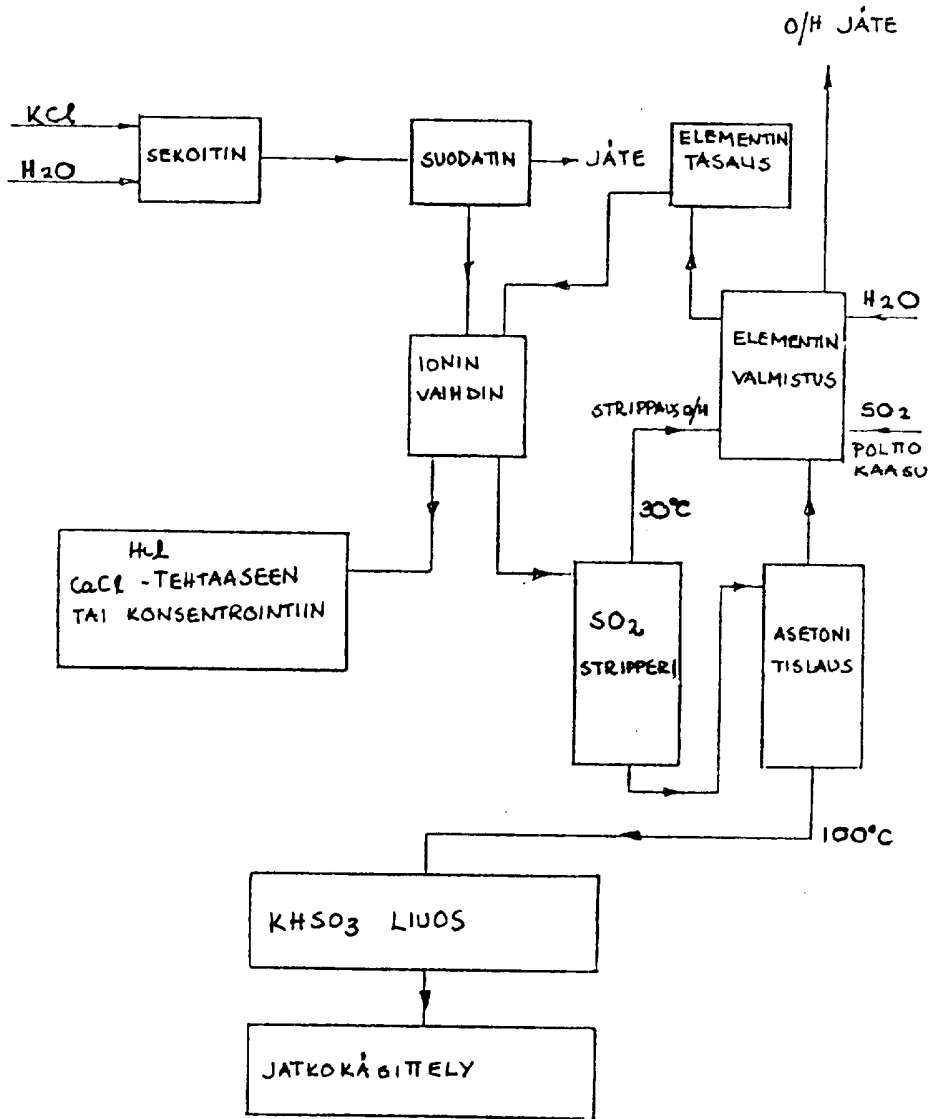 O/H JÄTE
KCl
H2O
SEKOITIN
SUODATIN
JÄTE
ELEMENTIN
TASAUS
H2O
ELEMENTIN
VALMISTUS
IONIN
VAIHDIN
STRIPPAUS O/H
SO2
POLTTO
KAASU
30°C
HCl
CaCl -TEHTAASEEN
TAI KONSENTROINTIIN
SO2
STRIPPERI
ASETONI
TISLAUS
100°C
KHSO3 LIUOS
JATKOKÄSITTELY